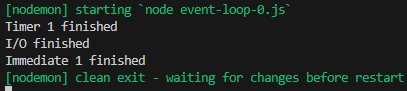 [nodemon] starting `node event-loop-0.js`
Timer 1 finished
I/O finished
Immediate 1 finished
[nodemon] clean exit - waiting for changes before restart